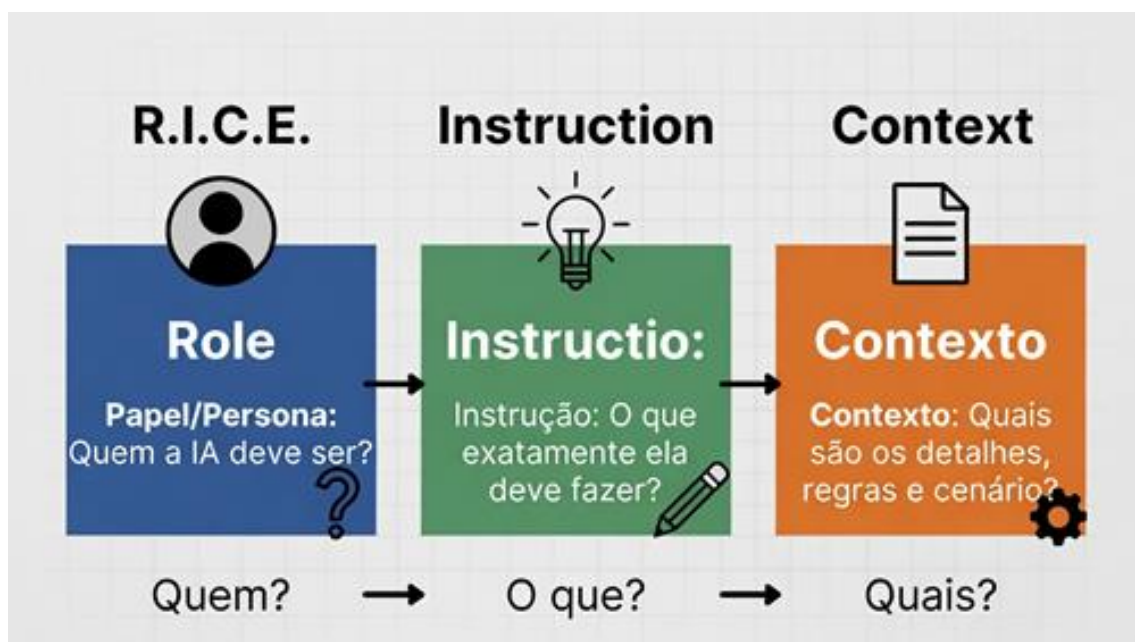 R.I.C.E.
Instruction
Context
Role
Papel/Persona:
Quem a IA deve ser?
Instructio:
Instrução: O que
exatamente ela
deve fazer?
Contexto
Contexto: Quais
são os detalhes,
regras e cenário?
Quem?
O que?
Quais?